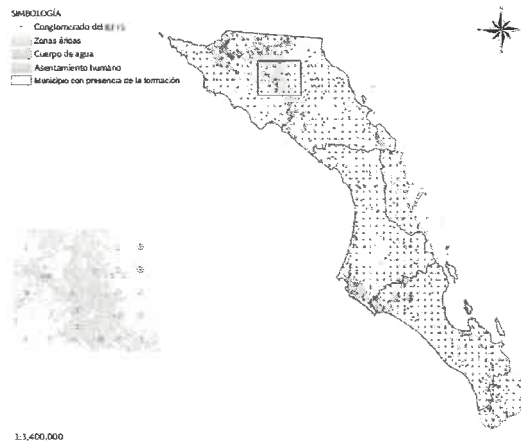 SIMBOLOGÍA
Conglomerado del
Zonas áridas
Cuerpo de agua
Asentamiento humano
Municipio con presencia de la formación
1:3,400,000